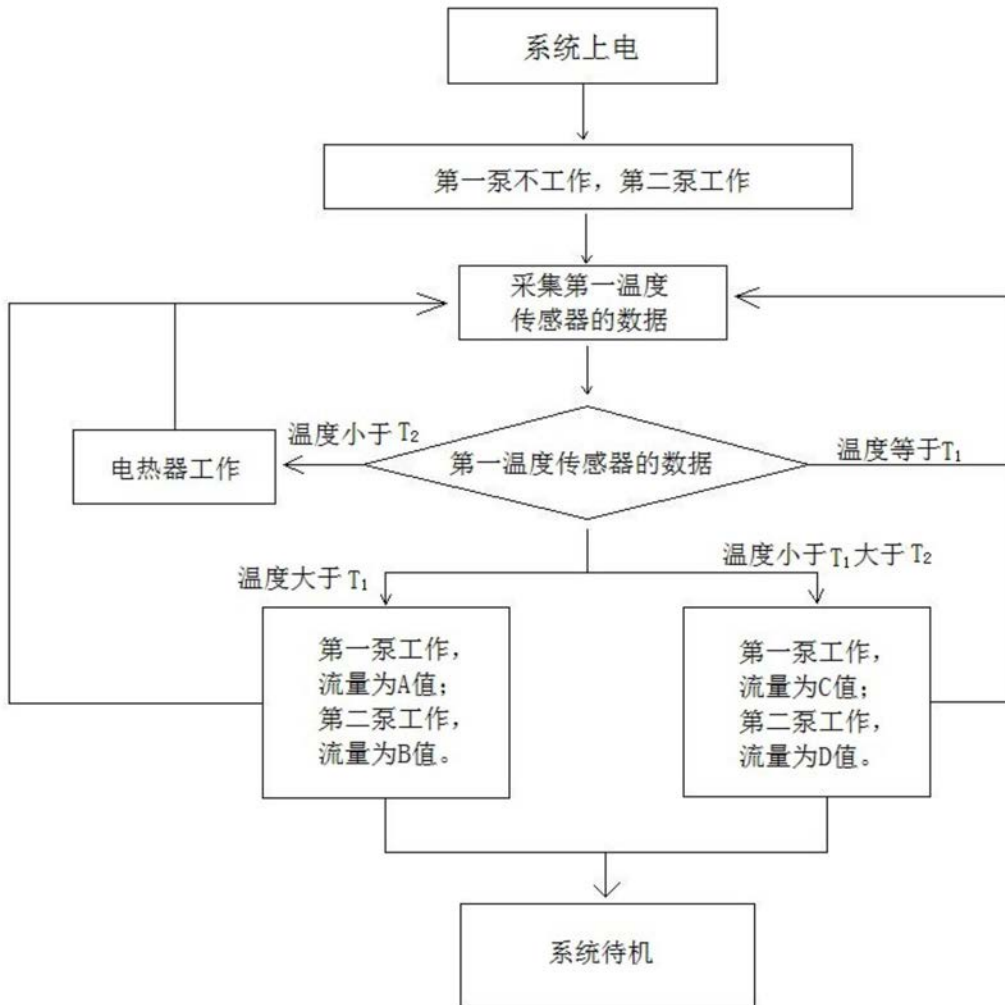 系统上电
第一泵不工作，第二泵工作
采集第一温度
传感器的数据
温度小于T₂
电热器工作
第一温度传感器的数据
温度等于T₁
温度大于T₁
温度小于T₁大于T₂
第一泵工作，
流量为A值；
第二泵工作，
流量为B值。
第一泵工作，
流量为C值；
第二泵工作，
流量为D值。
系统待机